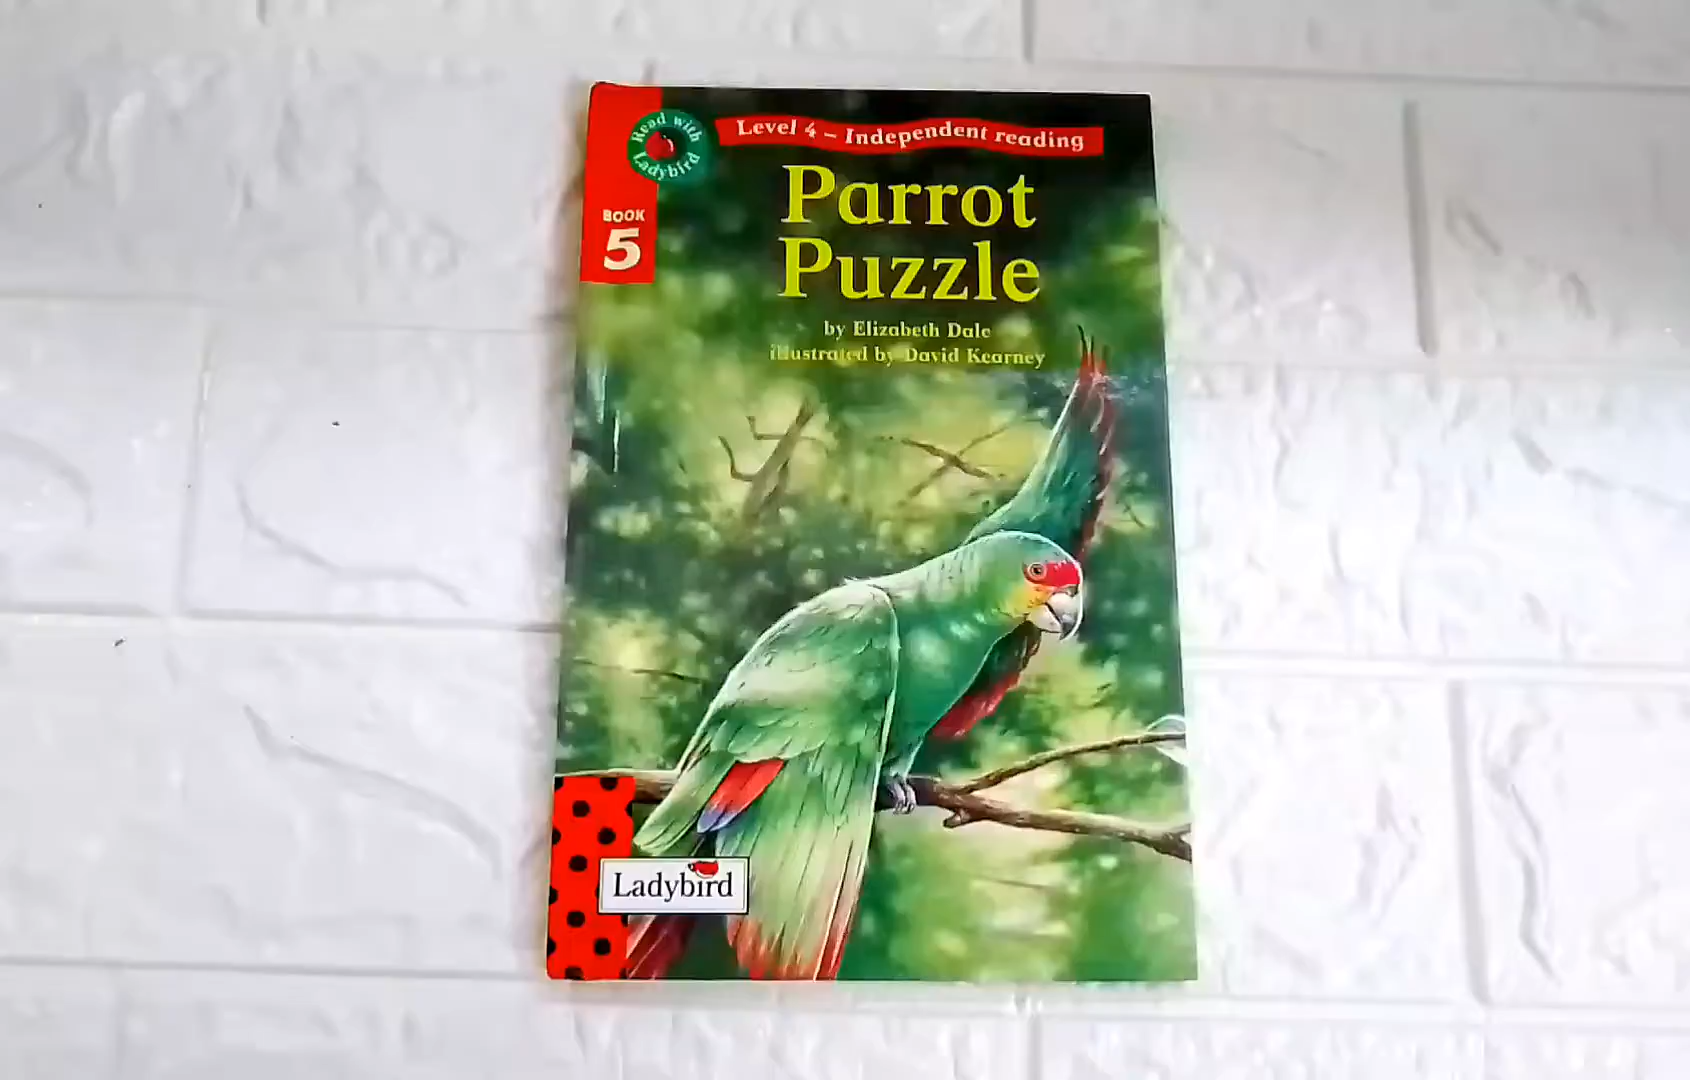 Read with
Ladybird
Level 4 – Independent reading
BOOK
5
Parrot
Puzzle
by Elizabeth Dale
illustrated by David Kearney
Ladybird